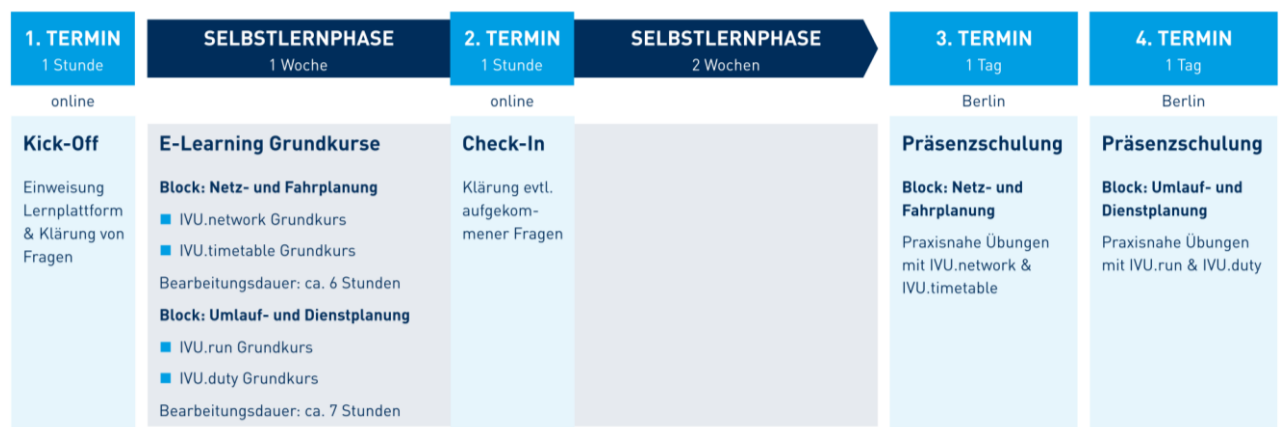 1. TERMIN
1 Stunde
online
Kick-Off
Einweisung
Lernplattform
& Klärung von
Fragen
SELBSTLERNPHASE
1 Woche
E-Learning Grundkurse
Block: Netz- und Fahrplanung
IVU.network Grundkurs
IVU.timetable Grundkurs
Bearbeitungsdauer: ca. 6 Stunden
Block: Umlauf- und Dienstplanung
IVU.run Grundkurs
IVU.duty Grundkurs
Bearbeitungsdauer: ca. 7 Stunden
2. TERMIN
1 Stunde
online
Check-In
Klärung evtl.
aufgekom-
mener Fragen
SELBSTLERNPHASE
2 Wochen
3. TERMIN
1 Tag
Berlin
Präsenzschulung
Block: Netz- und
Fahrplanung
Praxisnahe Übungen
mit IVU.network &
IVU.timetable
4. TERMIN
1 Tag
Berlin
Präsenzschulung
Block: Umlauf- und
Dienstplanung
Praxisnahe Übungen
mit IVU.run & IVU.duty